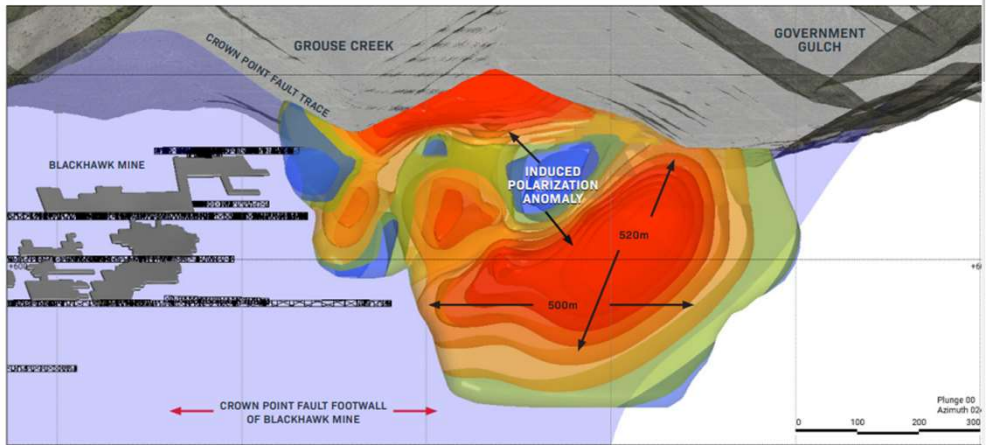 GROUSE CREEK
GOVERNMENT
GULCH
CROWN POINT FAULT TRACE
BLACKHAWK MINE
INDUCED
POLARIZATION
ANOMALY
520m
500m
CROWN POINT FAULT FOOTWALL
OF BLACKHAWK MINE
Plunge 00
0
100
200
300